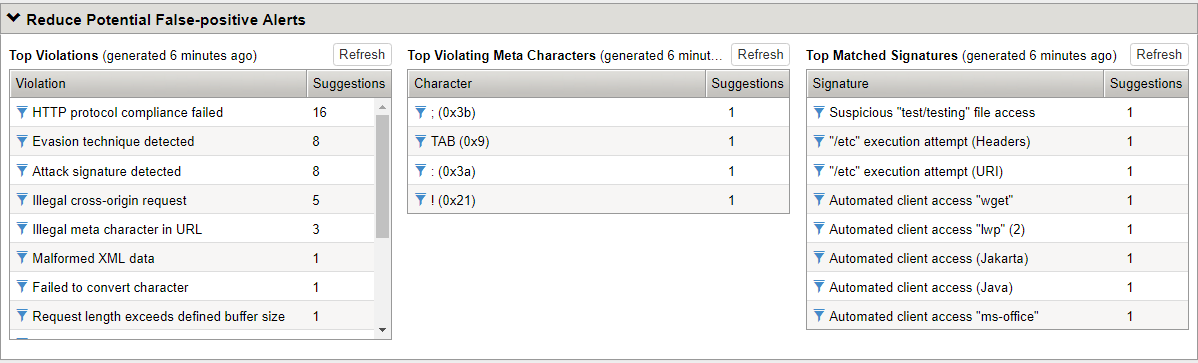 Reduce Potential False-positive Alerts
Top Violations (generated 6 minutes ago) Refresh
Violation Suggestions
HTTP protocol compliance failed 16
Evasion technique detected 8
Attack signature detected 8
Illegal cross-origin request 5
Illegal meta character in URL 3
Malformed XML data 1
Failed to convert character 1
Request length exceeds defined buffer size 1
Top Violating Meta Characters (generated 6 minut... Refresh
Character Suggestions
; (0x3b) 1
TAB (0x9) 1
: (0x3a) 1
! (0x21) 1
Top Matched Signatures (generated 6 minutes ago) Refresh
Signature Suggestions
Suspicious "test/testing" file access 1
"/etc" execution attempt (Headers) 1
"/etc" execution attempt (URI) 1
Automated client access "wget" 1
Automated client access "lwp" (2) 1
Automated client access (Jakarta) 1
Automated client access (Java) 1
Automated client access "ms-office" 1